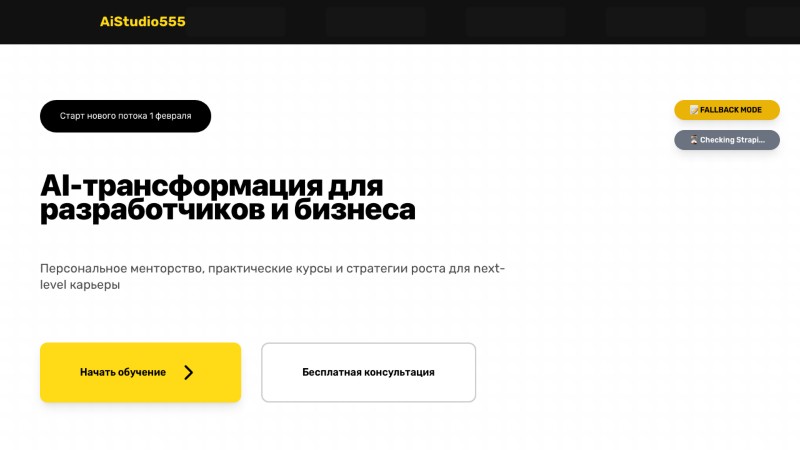 AiStudio555
Старт нового потока 1 февраля
FALLBACK MODE
Checking Strapi...
AI-трансформация для
разработчиков и бизнеса
Персональное менторство, практические курсы и стратегии роста для next-
level карьеры
Начать обучение
Бесплатная консультация